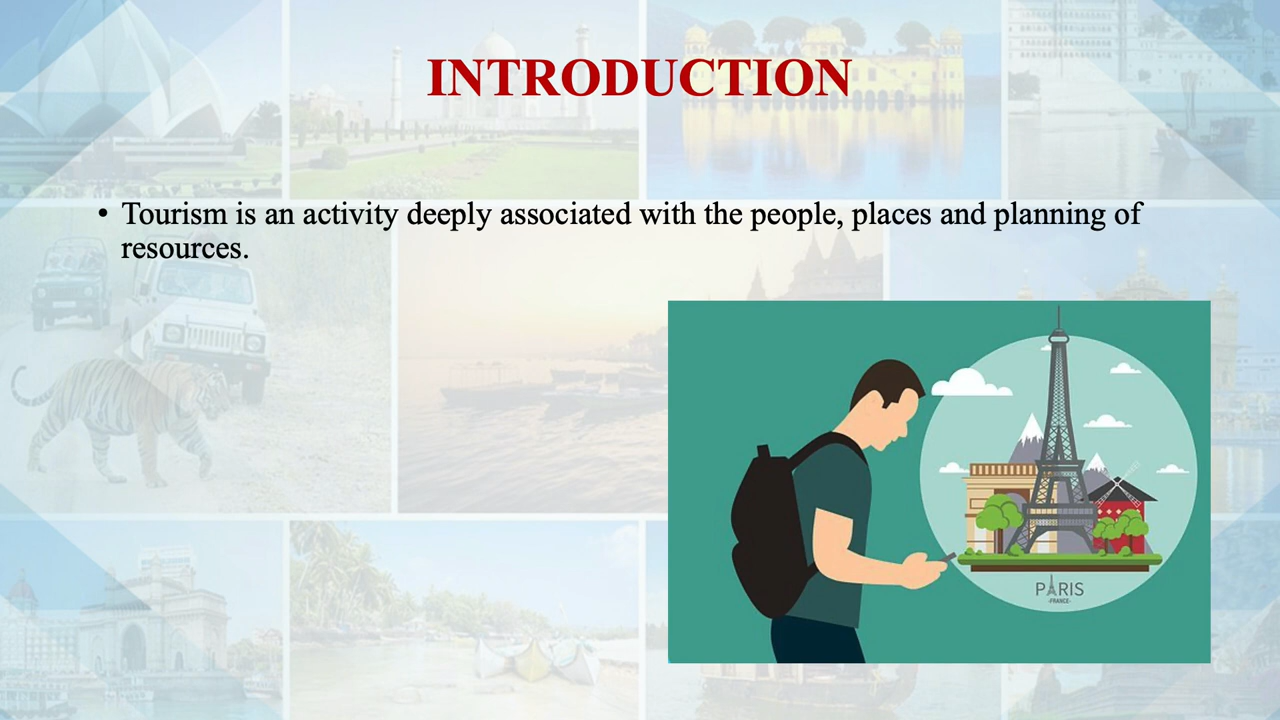 INTRODUCTION
• Tourism is an activity deeply associated with the people, places and planning of
resources.
PARIS
-FRANCE-